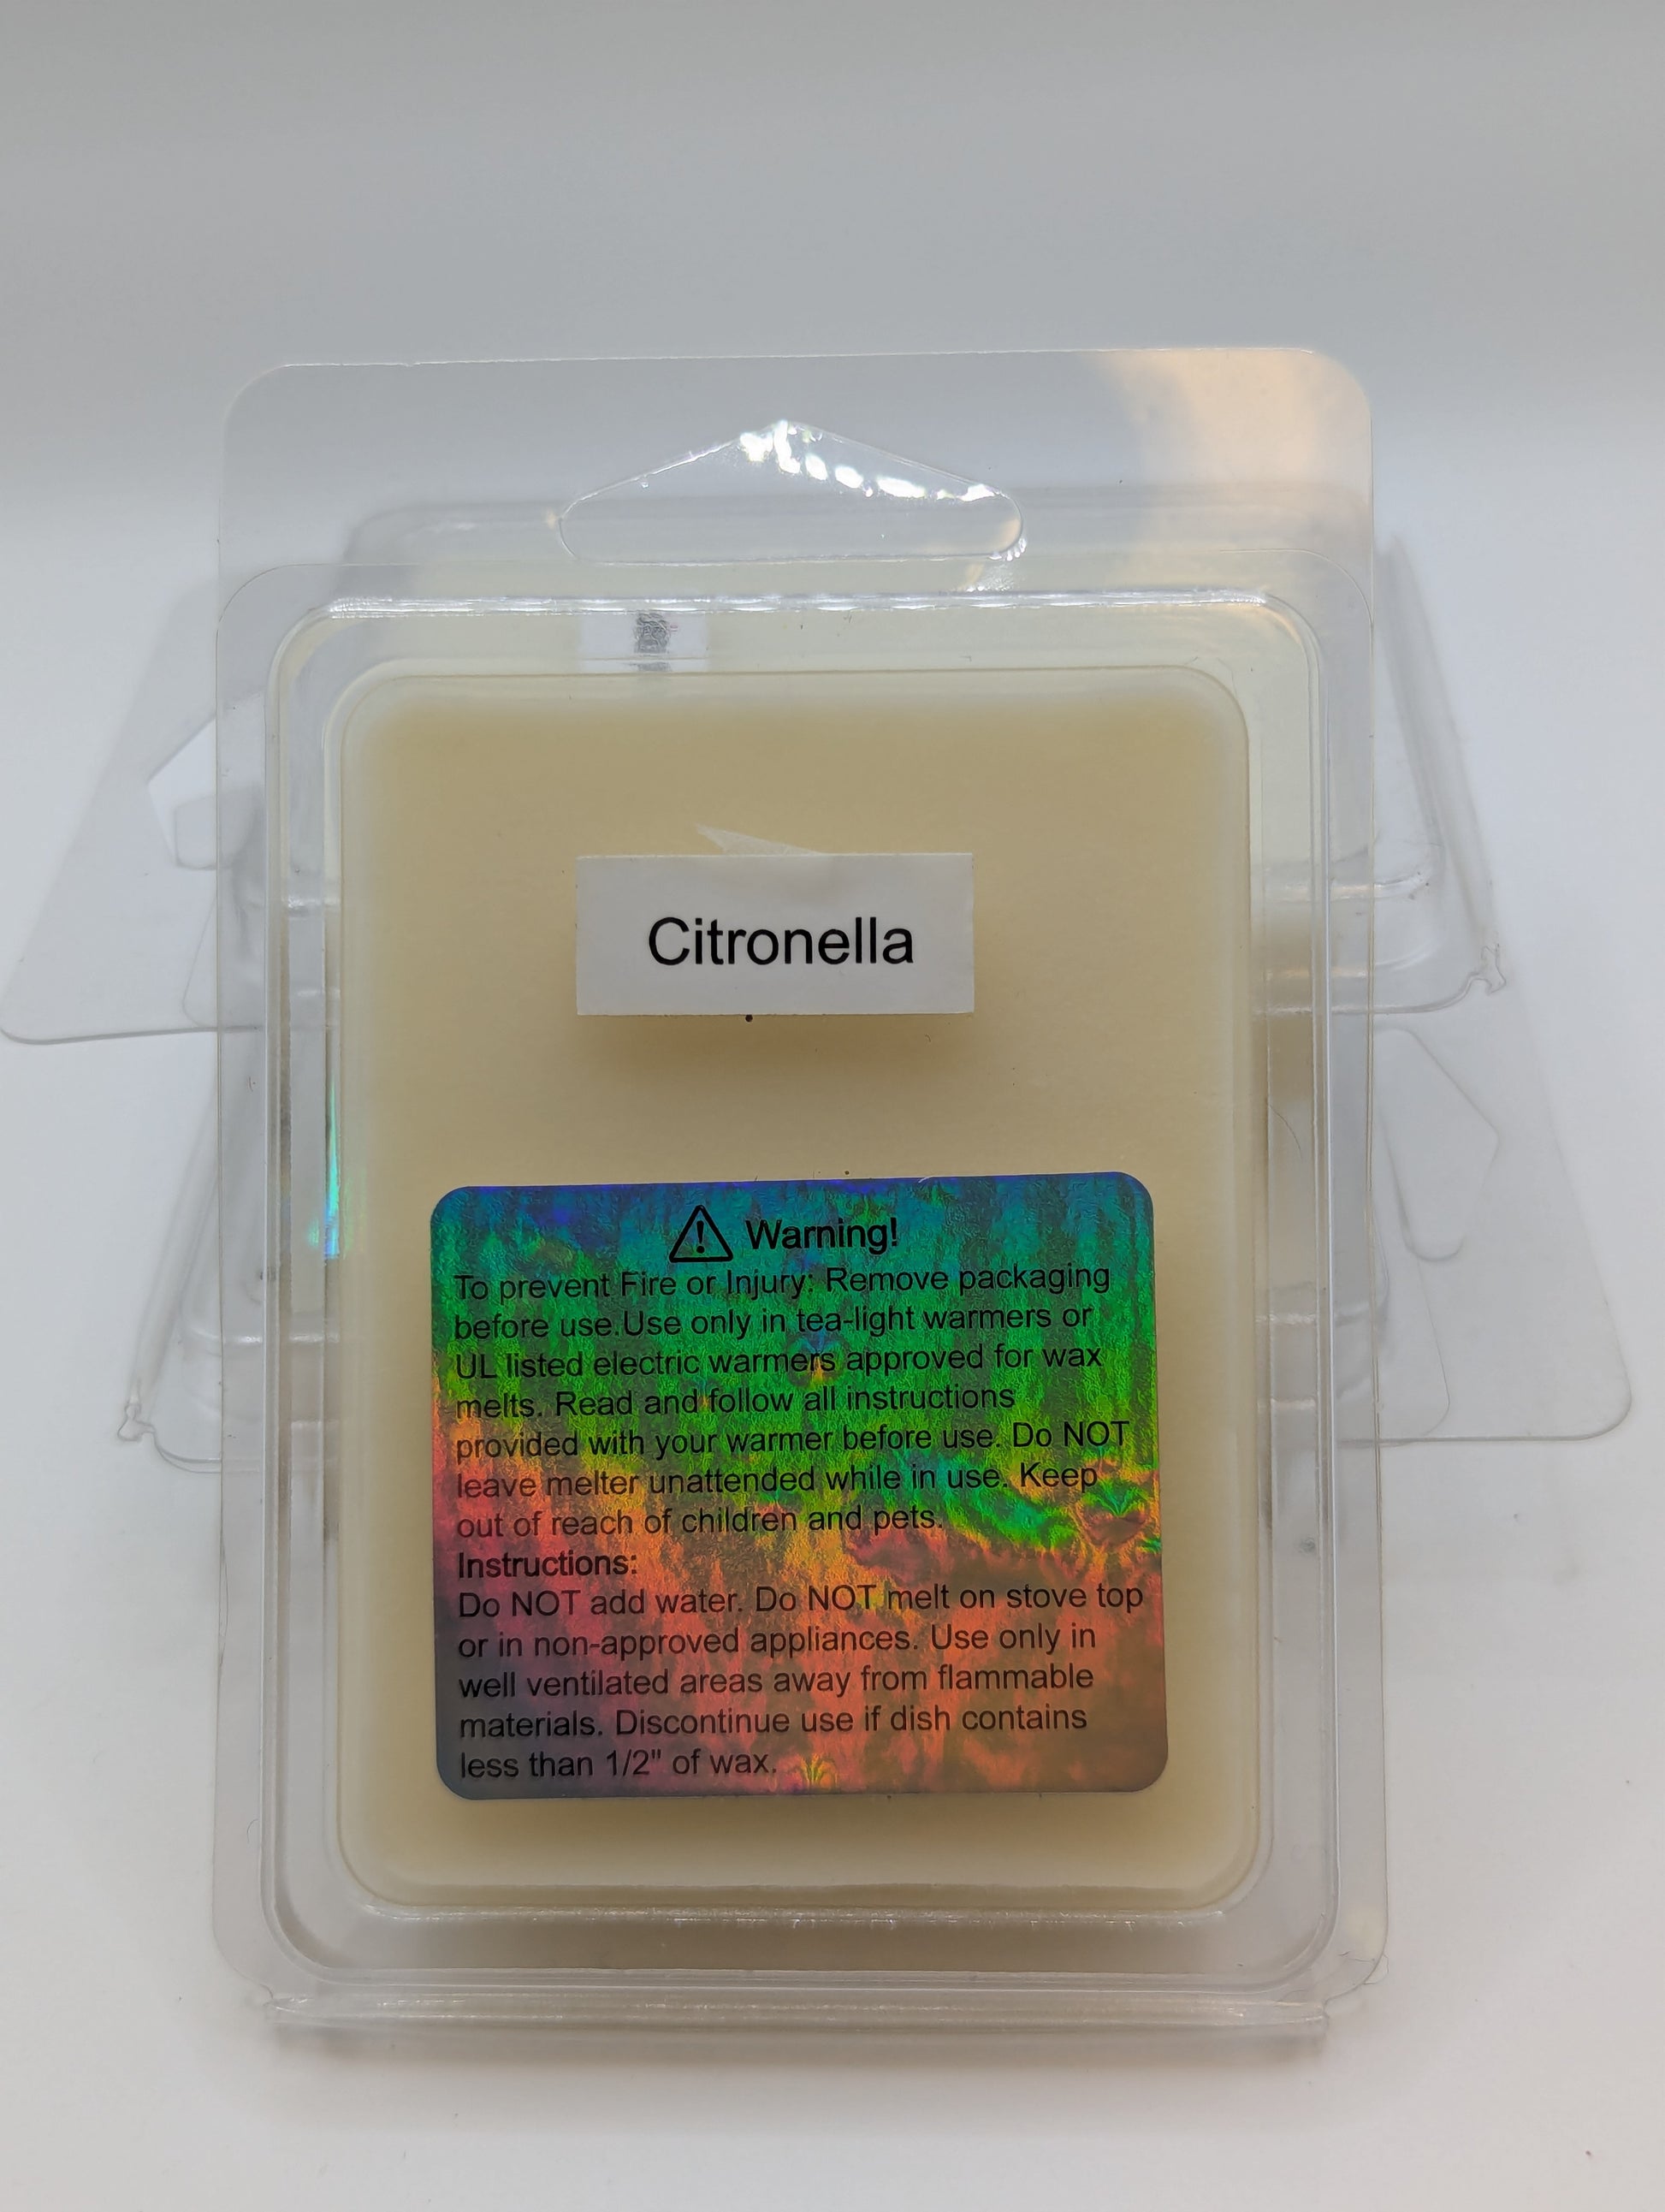 Citronella
Warning!
To prevent Fire or Injury: Remove packaging
before use.Use only in tea-light warmers or
UL listed electric warmers approved for wax
melts. Read and follow all instructions
provided with your warmer before use. Do NOT
leave melter unattended while in use. Keep
out of reach of children and pets.
Instructions:
Do NOT add water. Do NOT melt on stove top
or in non-approved appliances. Use only in
well ventilated areas away from flammable
materials. Discontinue use if dish contains
less than 1/2" of wax.